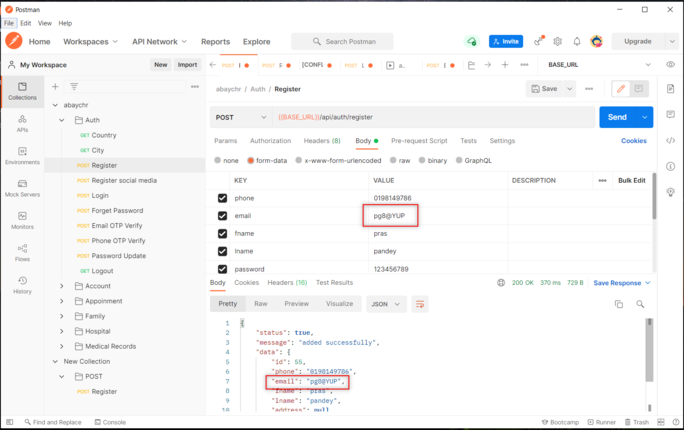 Postman
File Edit View Help
Home Workspaces API Network Reports Explore Search Postman Invite Upgrade
My Workspace New Import
POST POST [CONFL POST L a. POST BASE_URL
Collections
APIs
Environments
Mock Servers
Monitors
Flows
History
abaychr
Auth
GET Country
GET City
POST Register
POST Register social media
POST Login
POST Forget Password
POST Email OTP Verify
POST Phone OTP Verify
POST Password Update
GET Logout
Account
Appoinment
Family
Hospital
Medical Records
New Collection
POST
POST Register
abaychr / Auth / Register Save
POST {{BASE_URL}}/api/auth/register Send
Params Authorization Headers (8) Body Pre-request Script Tests Settings Cookies
none form-data x-www-form-urlencoded raw binary GraphQL
KEY VALUE DESCRIPTION Bulk Edit
phone 0198149786
email pg8@YUP
fname pras
lname pandey
password 123456789
Body Cookies Headers (16) Test Results 200 OK 370 ms 729 B Save Response
Pretty Raw Preview Visualize JSON
1 {
2 "status": true,
3 "message": "added successfully",
4 "data": {
5 "id": 55,
6 "phone": "0198149786",
7 "email": "pg8@YUP",
8 "fname": "pras",
9 "lname": "pandey",
10 "address": null
Find and Replace Console Bootcamp Runner Trash